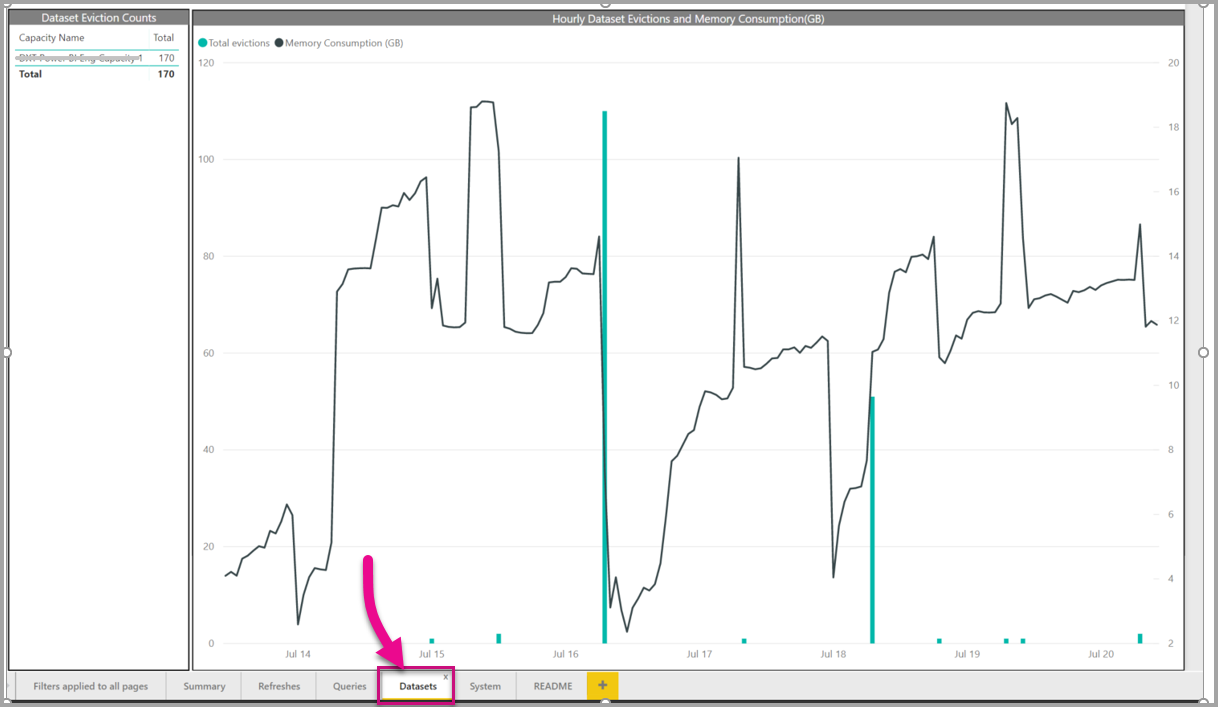 Dataset Eviction Counts
Capacity Name Total
170
Total 170
Hourly Dataset Evictions and Memory Consumption(GB)
Total evictions Memory Consumption (GB)
120
100
80
60
40
20
0
20
18
16
14
12
10
8
6
4
2
Jul 14 Jul 15 Jul 16 Jul 17 Jul 18 Jul 19 Jul 20
Filters applied to all pages Summary Refreshes Queries Datasets x System README +